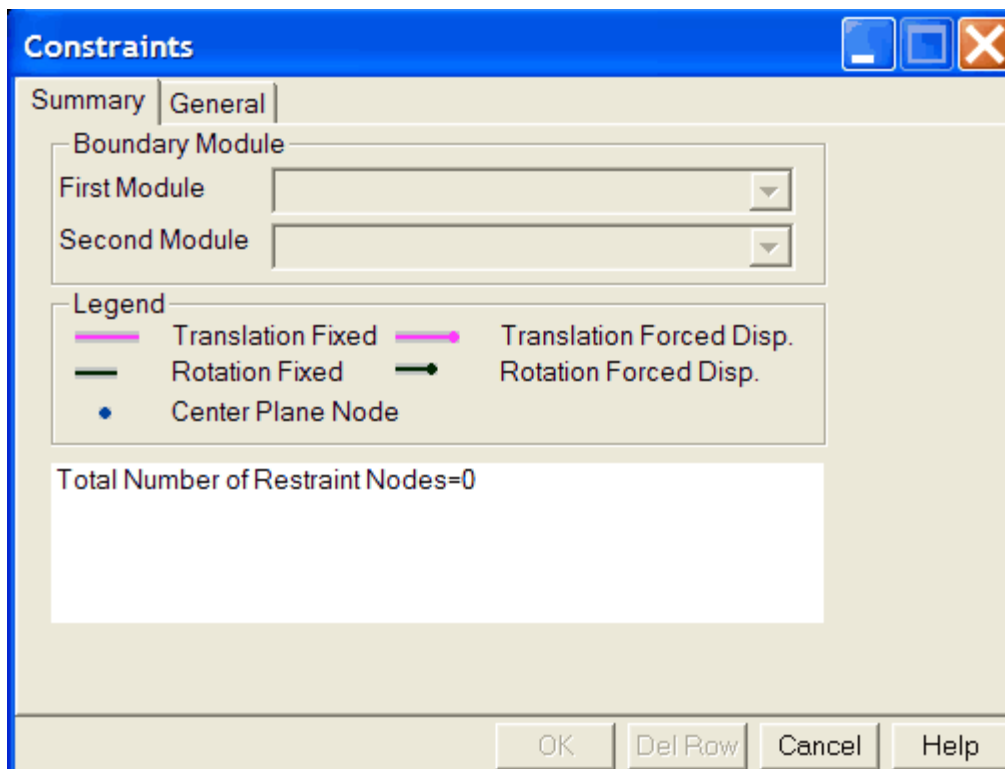 Constraints
Summary General
Boundary Module
First Module
Second Module
Legend
Translation Fixed Translation Forced Disp.
Rotation Fixed Rotation Forced Disp.
Center Plane Node
Total Number of Restraint Nodes=0
OK Del Row Cancel Help